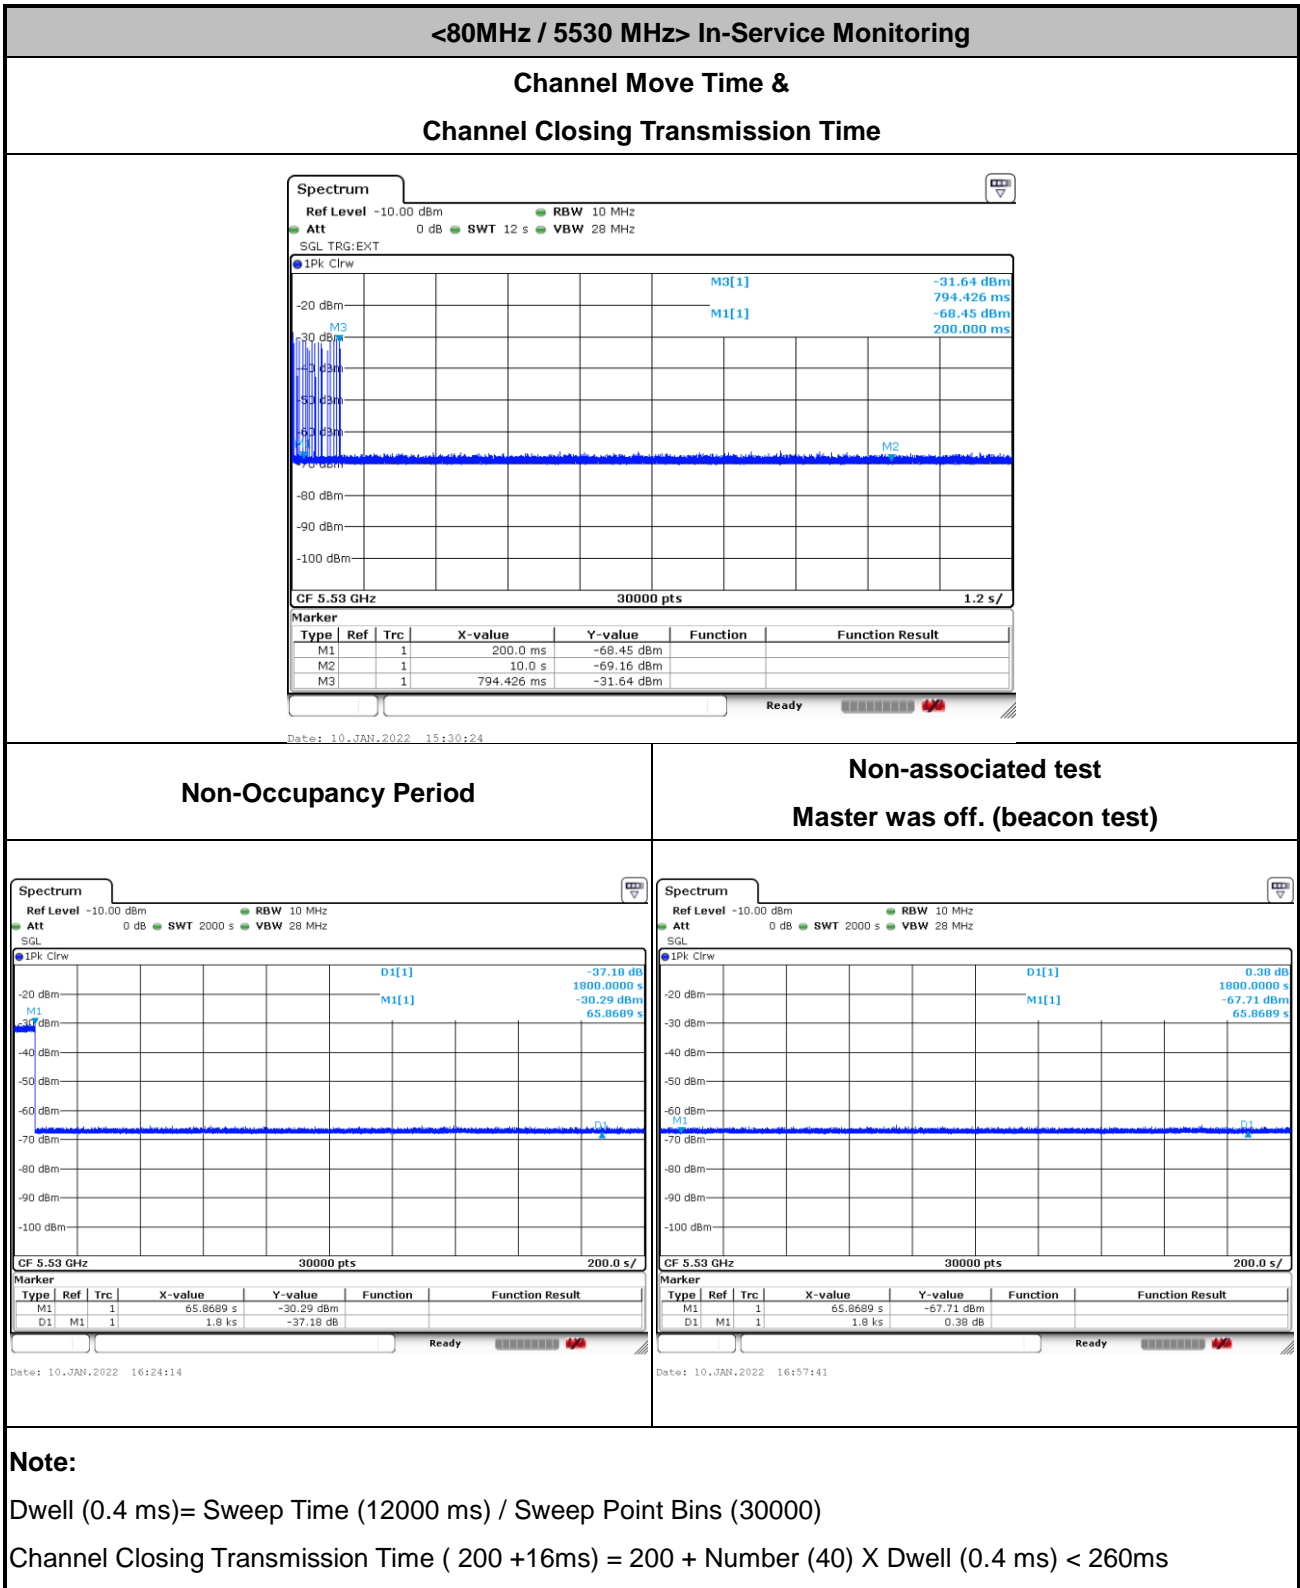 <80MHz / 5530 MHz> In-Service Monitoring
Channel Move Time &
Channel Closing Transmission Time
Spectrum
Ref Level -10.00 dBm RBW 10 MHz
Att 0 dB SWT 12 s VBW 28 MHz
SGL TRG:EXT
1Pk Clrw
M3[1] -31.64 dBm
794.426 ms
M1[1] -68.45 dBm
200.000 ms
-20 dBm
M3
-30 dBm
-40 dBm
-50 dBm
-60 dBm
M1
M2
-70 dBm
-80 dBm
-90 dBm
-100 dBm
CF 5.53 GHz 30000 pts 1.2 s/
Marker
Type Ref Trc X-value Y-value Function Function Result
M1 1 200.0 ms -68.45 dBm
M2 1 10.0 s -69.16 dBm
M3 1 794.426 ms -31.64 dBm
Ready
Date: 10.JAN.2022 15:30:24
Non-Occupancy Period
Non-associated test
Master was off. (beacon test)
Spectrum
Ref Level -10.00 dBm RBW 10 MHz
Att 0 dB SWT 2000 s VBW 28 MHz
SGL
1Pk Clrw
D1[1] -37.18 dB
1800.0000 s
-20 dBm
M1[1] -30.29 dBm
65.8689 s
M1
-30 dBm
-40 dBm
-50 dBm
-60 dBm
D1
-70 dBm
-80 dBm
-90 dBm
-100 dBm
CF 5.53 GHz 30000 pts 200.0 s/
Marker
Type Ref Trc X-value Y-value Function Function Result
M1 1 65.8689 s -30.29 dBm
D1 M1 1 1.8 ks -37.18 dB
Ready
Date: 10.JAN.2022 16:24:14
Spectrum
Ref Level -10.00 dBm RBW 10 MHz
Att 0 dB SWT 2000 s VBW 28 MHz
SGL
1Pk Clrw
D1[1] 0.38 dB
1800.0000 s
-20 dBm
M1[1] -67.71 dBm
65.8689 s
-30 dBm
-40 dBm
-50 dBm
-60 dBm
M1
D1
-70 dBm
-80 dBm
-90 dBm
-100 dBm
CF 5.53 GHz 30000 pts 200.0 s/
Marker
Type Ref Trc X-value Y-value Function Function Result
M1 1 65.8689 s -67.71 dBm
D1 M1 1 1.8 ks 0.38 dB
Ready
Date: 10.JAN.2022 16:57:41
Note:
Dwell (0.4 ms)= Sweep Time (12000 ms) / Sweep Point Bins (30000)
Channel Closing Transmission Time ( 200 +16ms) = 200 + Number (40) X Dwell (0.4 ms) < 260ms